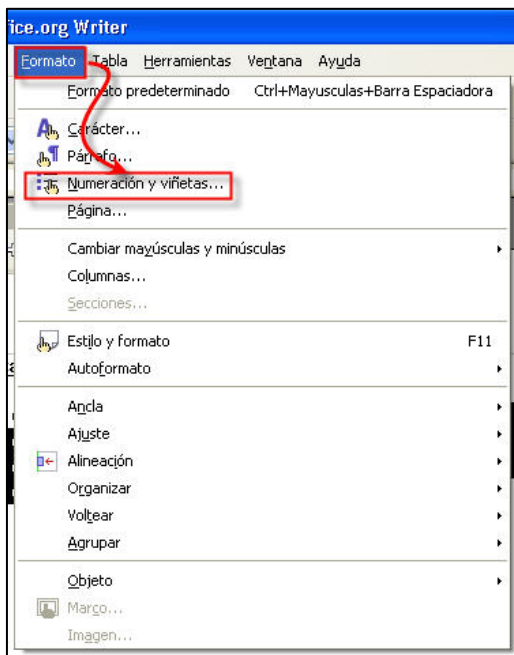 ice.org Writer
Formato Tabla Herramientas Ventana Ayuda
Formato predeterminado Ctrl+Mayusculas+Barra Espaciadora
Carácter...
Párrafo...
Numeración y viñetas...
Página...
Cambiar mayúsculas y minúsculas
Columnas...
Secciones...
Estilo y formato F11
Autoformato
Ancla
Ajuste
Alineación
Organizar
Voltear
Agrupar
Objeto
Marco...
Imagen...